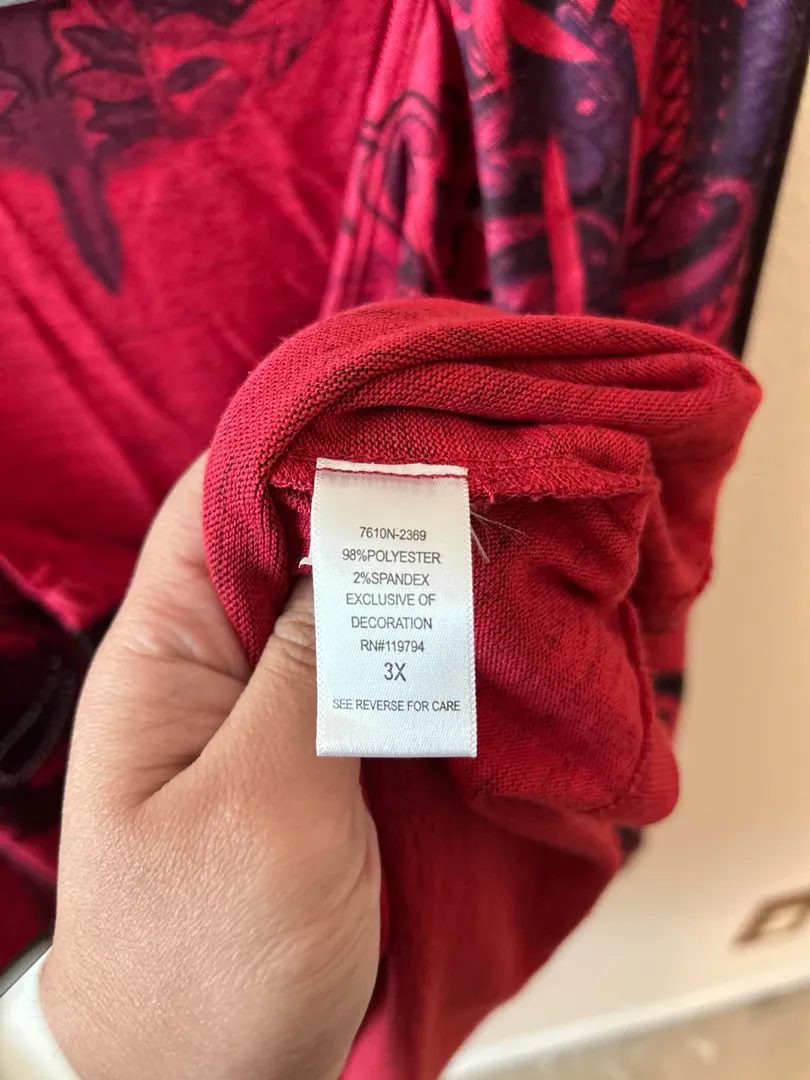 7610N-2369
98%POLYESTER
2%SPANDEX
EXCLUSIVE OF
DECORATION
RN#119794
3X
SEE REVERSE FOR CARE